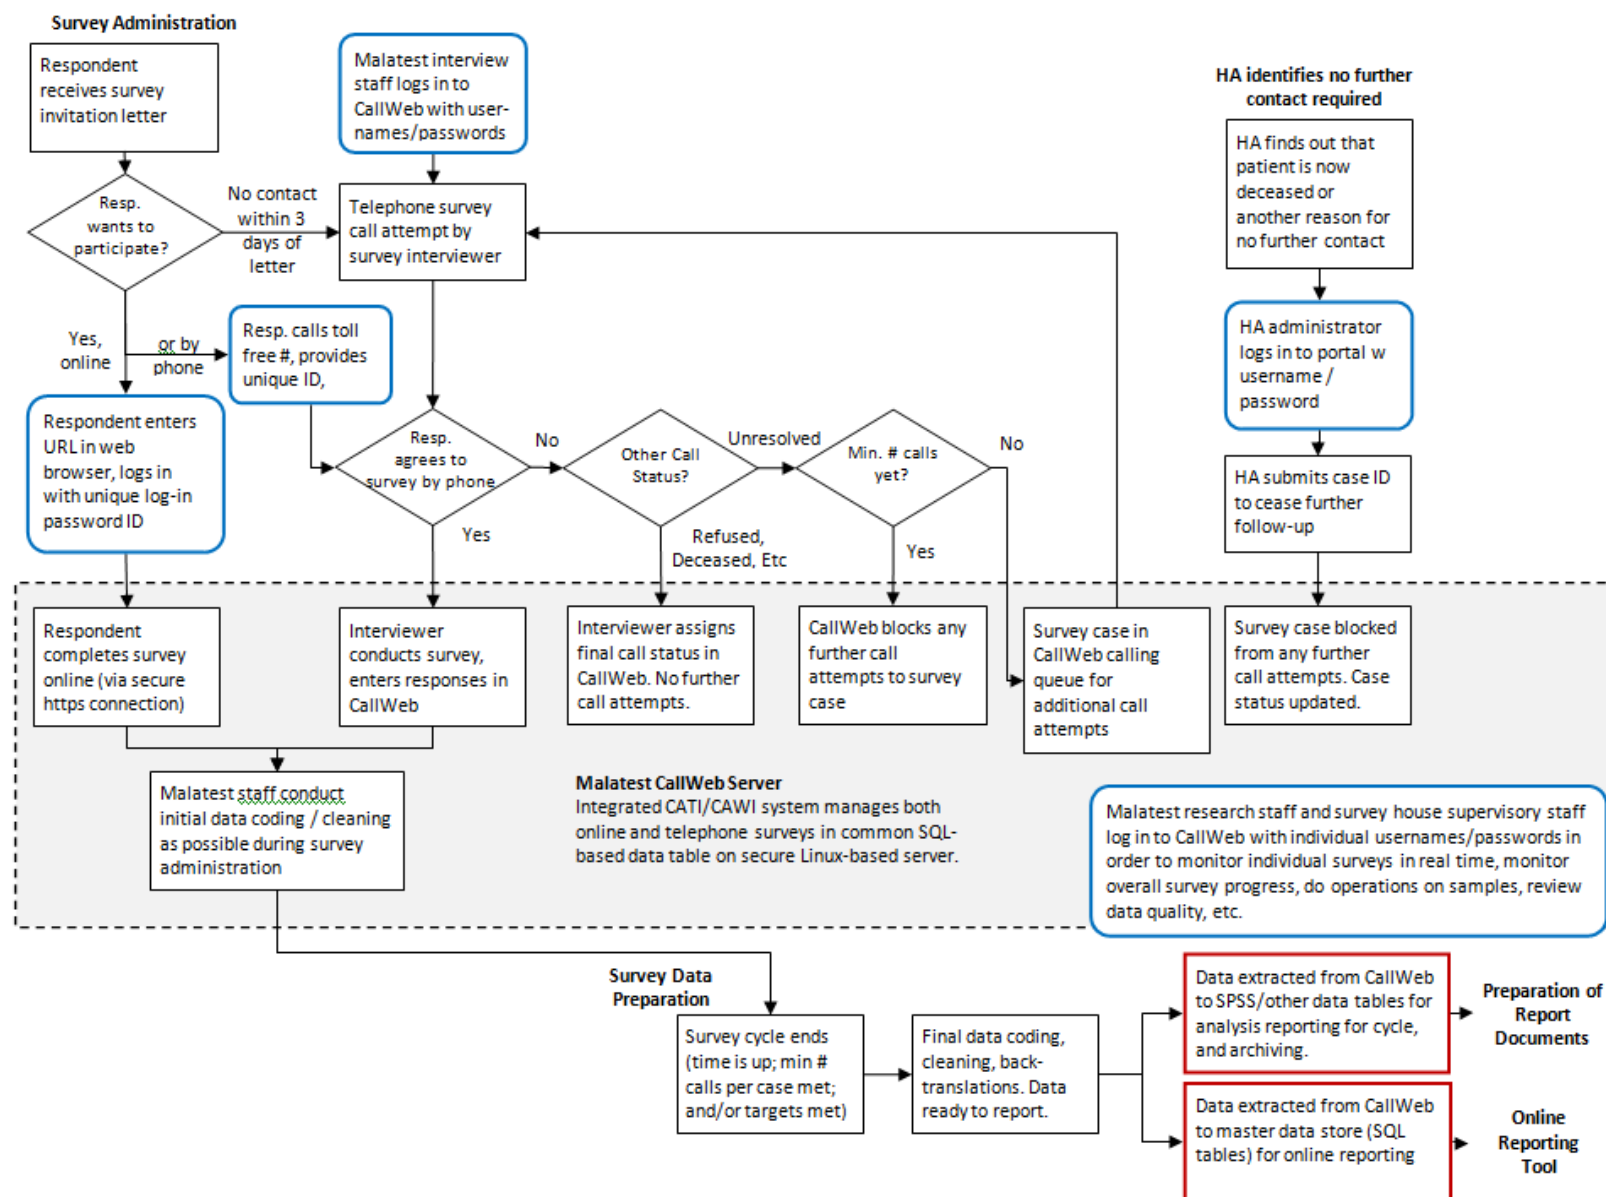 Survey Administration
Respondent
receives survey
invitation letter
Malatest interview
staff logs in to
CallWeb with user-
names/passwords
HA identifies no further
contact required
HA finds out that
patient is now
deceased or
another reason for
no further contact
Resp.
wants to
participate?
No contact
within 3
days of
letter
Telephone survey
call attempt by
survey interviewer
Yes,
online
or by
phone
Resp. calls toll
free #, provides
unique ID,
HA administrator
logs in to portal w
username /
password
Respondent enters
URL in web
browser, logs in
with unique log-in
password ID
Resp.
agrees to
survey by phone
No
Other Call
Status?
Unresolved
Min. # calls
yet?
No
HA submits case ID
to cease further
follow-up
Yes
Refused,
Deceased, Etc
Yes
Respondent
completes survey
online (via secure
https connection)
Interviewer
conducts survey,
enters responses in
CallWeb
Interviewer assigns
final call status in
CallWeb. No further
call attempts.
CallWeb blocks any
further call
attempts to survey
case
Survey case in
CallWeb calling
queue for
additional call
attempts
Survey case blocked
from any further
call attempts. Case
status updated.
Malatest staff conduct
initial data coding / cleaning
as possible during survey
administration
Malatest CallWeb Server
Integrated CATI/CAWI system manages both
online and telephone surveys in common SQL-
based data table on secure Linux-based server.
Malatest research staff and survey house supervisory staff
log in to CallWeb with individual usernames/passwords in
order to monitor individual surveys in real time, monitor
overall survey progress, do operations on samples, review
data quality, etc.
Survey Data
Preparation
Survey cycle ends
(time is up; min #
calls per case met;
and/or targets met)
Final data coding,
cleaning, back-
translations. Data
ready to report.
Data extracted from CallWeb
to SPSS/other data tables for
analysis reporting for cycle,
and archiving.
Preparation of
Report
Documents
Data extracted from CallWeb
to master data store (SQL
tables) for online reporting
Online
Reporting
Tool